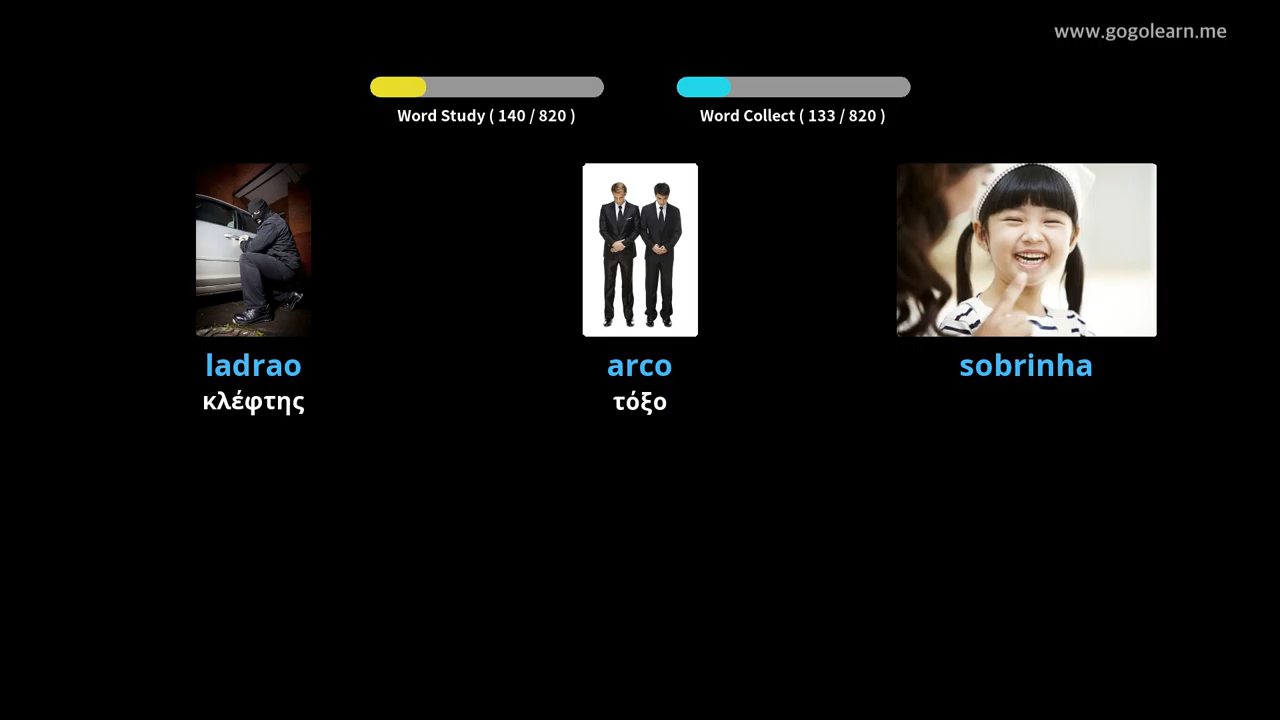 www.gogolearn.me
Word Study ( 140 / 820 )
Word Collect ( 133 / 820 )
ladrao
κλέφτης
arco
τόξο
sobrinha